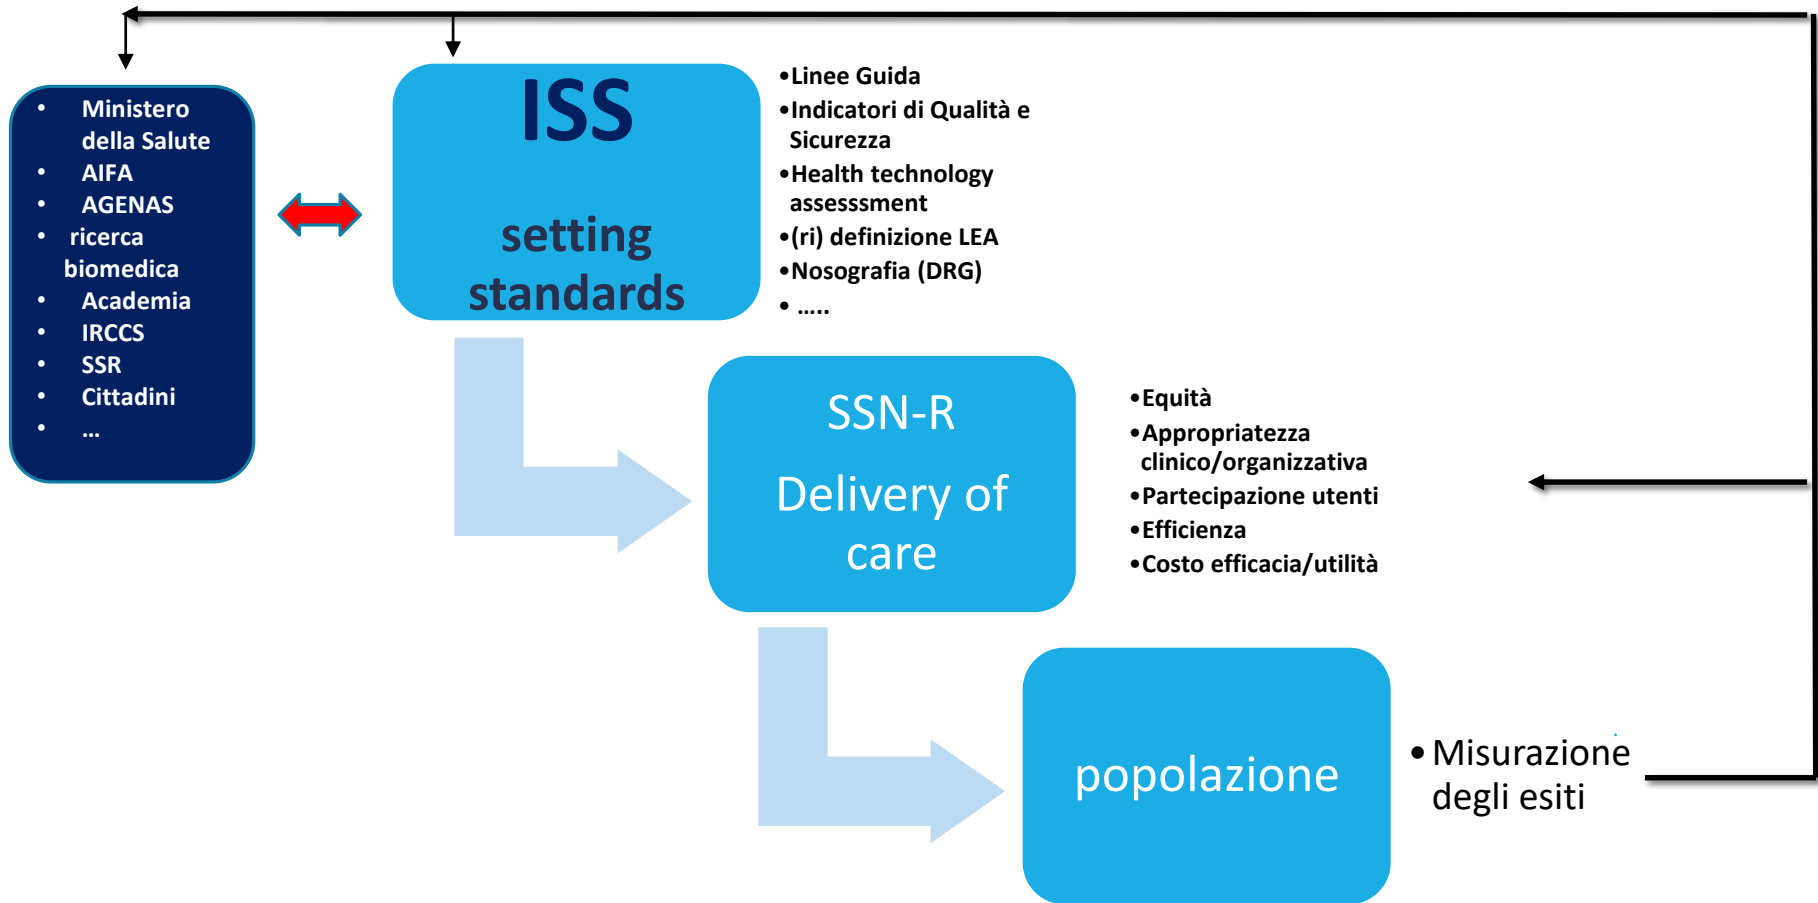 • Ministero
della Salute
• AIFA
• AGENAS
• ricerca
biomedica
• Academia
• IRCCS
• SSR
• Cittadini
• …
ISS
setting
standards
•Linee Guida
•Indicatori di Qualità e
Sicurezza
•Health technology
assesssment
•(ri) definizione LEA
•Nosografia (DRG)
• …..
SSN-R
Delivery of
care
•Equità
•Appropriatezza
clinico/organizzativa
•Partecipazione utenti
•Efficienza
•Costo efficacia/utilità
popolazione
• Misurazione
degli esiti